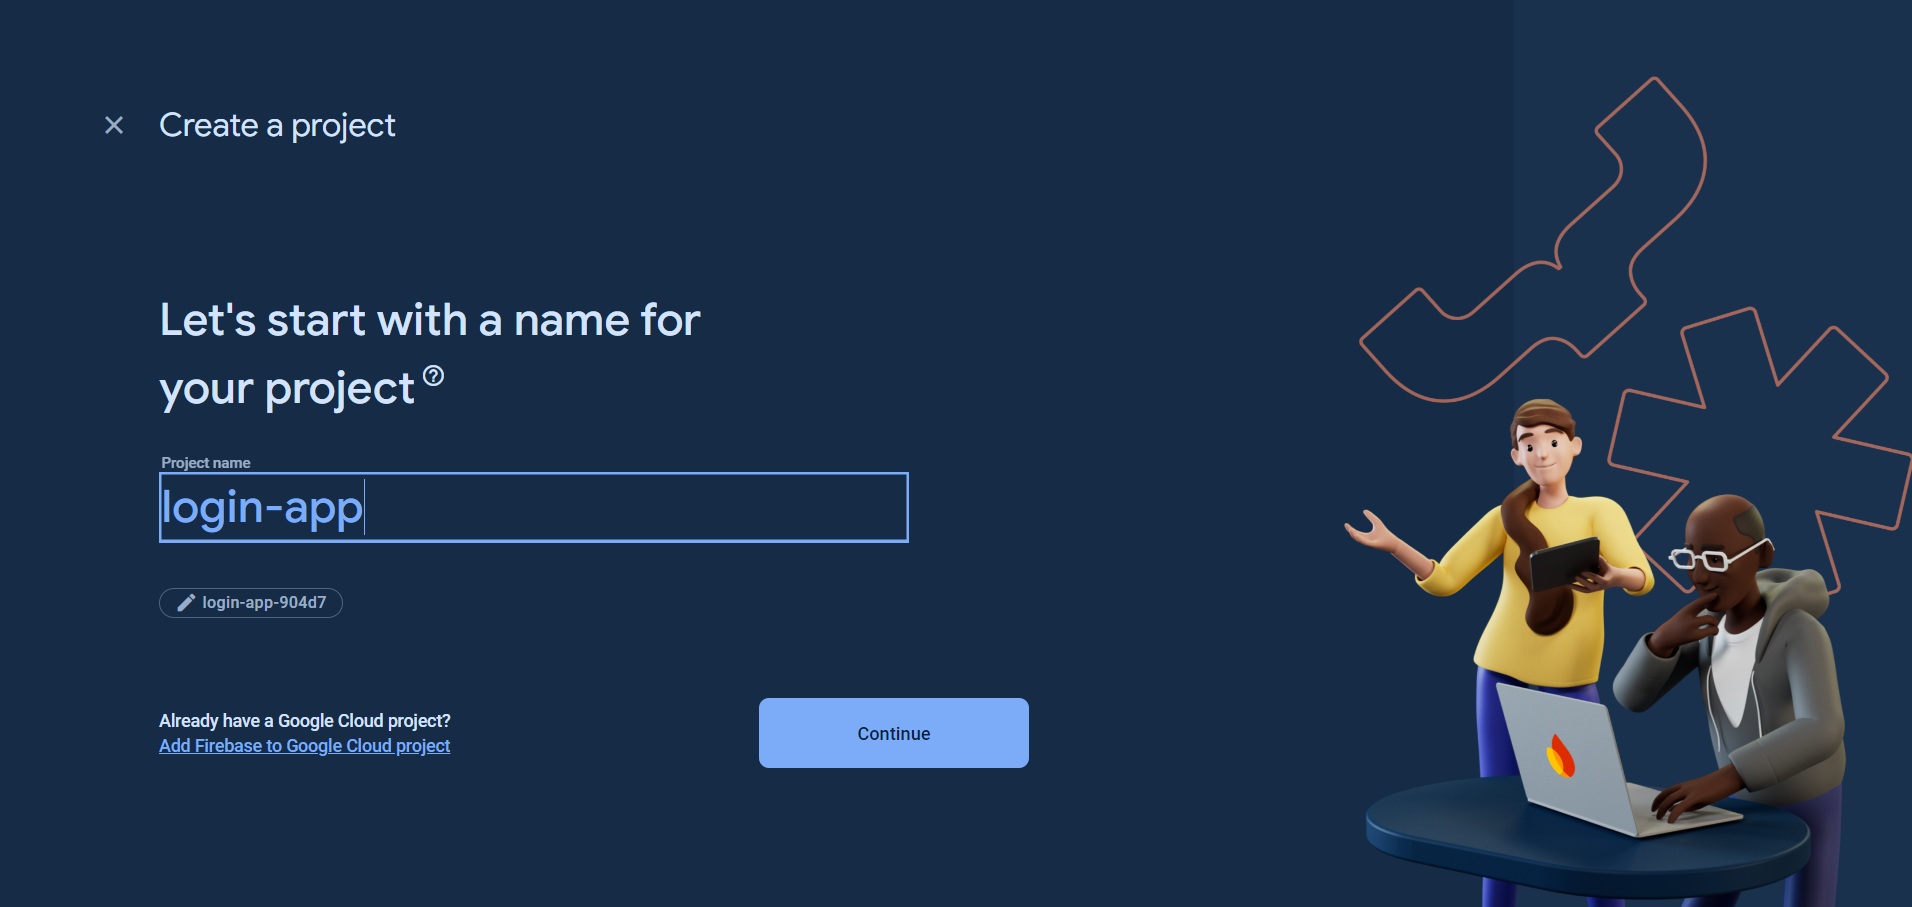 Create a project
Let's start with a name for
your project
Project name
login-app
login-app-904d7
Already have a Google Cloud project?
Add Firebase to Google Cloud project
Continue